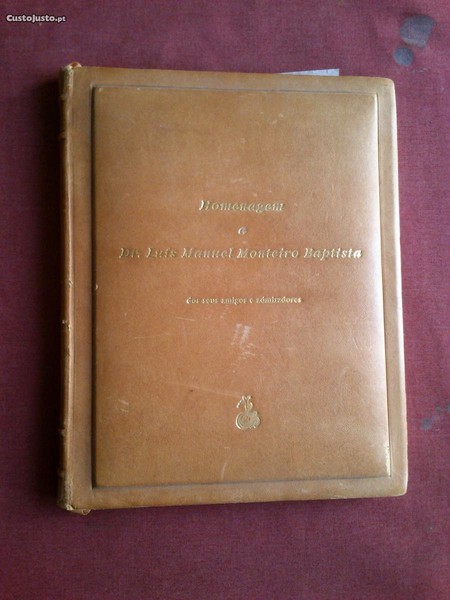 CustoJusto.pt
Homenagem
a
Dr. Luís Manuel Monteiro Baptista
dos seus amigos e admiradores